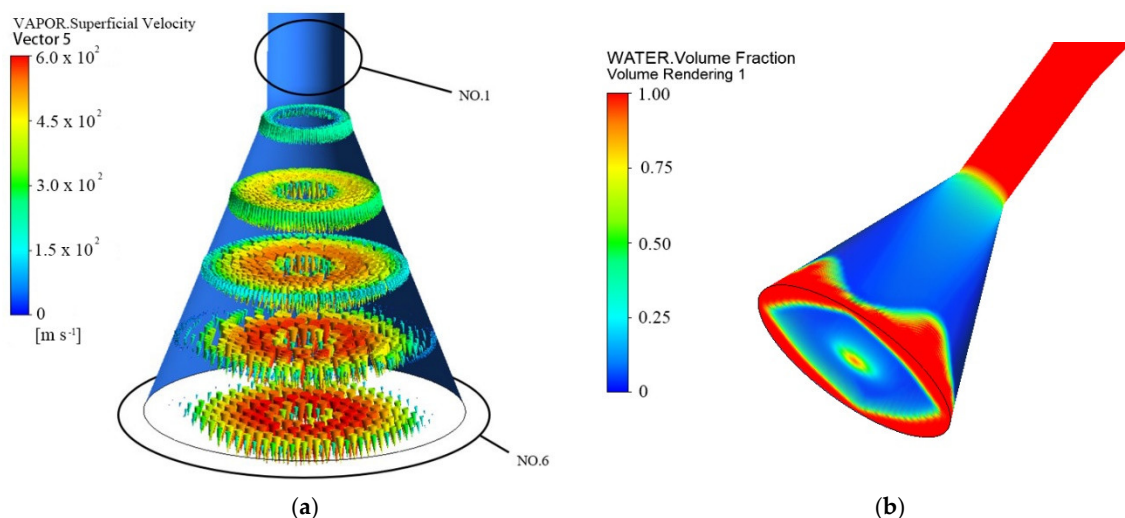 VAPOR.Superficial Velocity
Vector 5
6.0 x 10²
4.5 x 10²
3.0 x 10²
1.5 x 10²
0
[m s⁻¹]
NO.1
NO.6
(a)
WATER.Volume Fraction
Volume Rendering 1
1.00
0.75
0.50
0.25
0
(b)